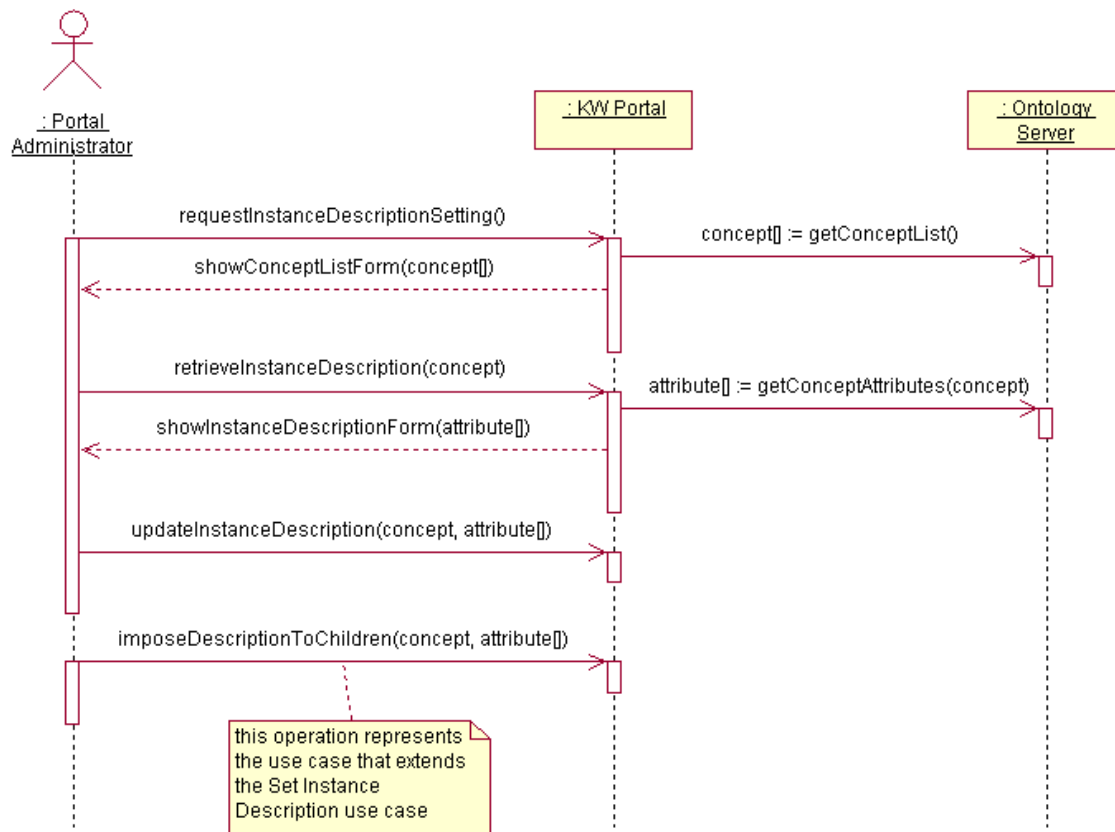 : Portal
Administrator
: KW Portal
: Ontology
Server
requestInstanceDescriptionSetting()
concept[] := getConceptList()
showConceptListForm(concept[])
retrieveInstanceDescription(concept)
attribute[] := getConceptAttributes(concept)
showInstanceDescriptionForm(attribute[])
updateInstanceDescription(concept, attribute[])
imposeDescriptionToChildren(concept, attribute[])
this operation represents
the use case that extends
the Set Instance
Description use case